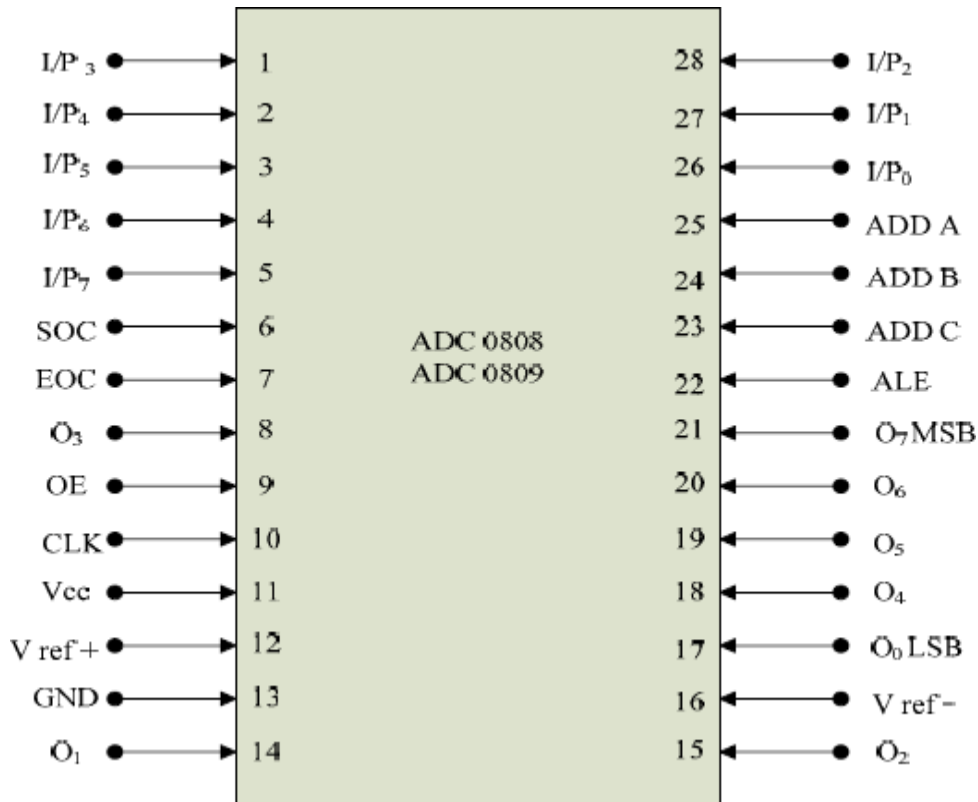 I/P₃ 1 28 I/P₂
I/P₄ 2 27 I/P₁
I/P₅ 3 26 I/P₀
I/P₆ 4 25 ADD A
I/P₇ 5 24 ADD B
SOC 6 23 ADD C
ADC 0808
EOC 7 22 ALE
ADC 0809
O₃ 8 21 O₇ MSB
OE 9 20 O₆
CLK 10 19 O₅
Vcc 11 18 O₄
V ref+ 12 17 O₀ LSB
GND 13 16 V ref-
O₁ 14 15 O₂